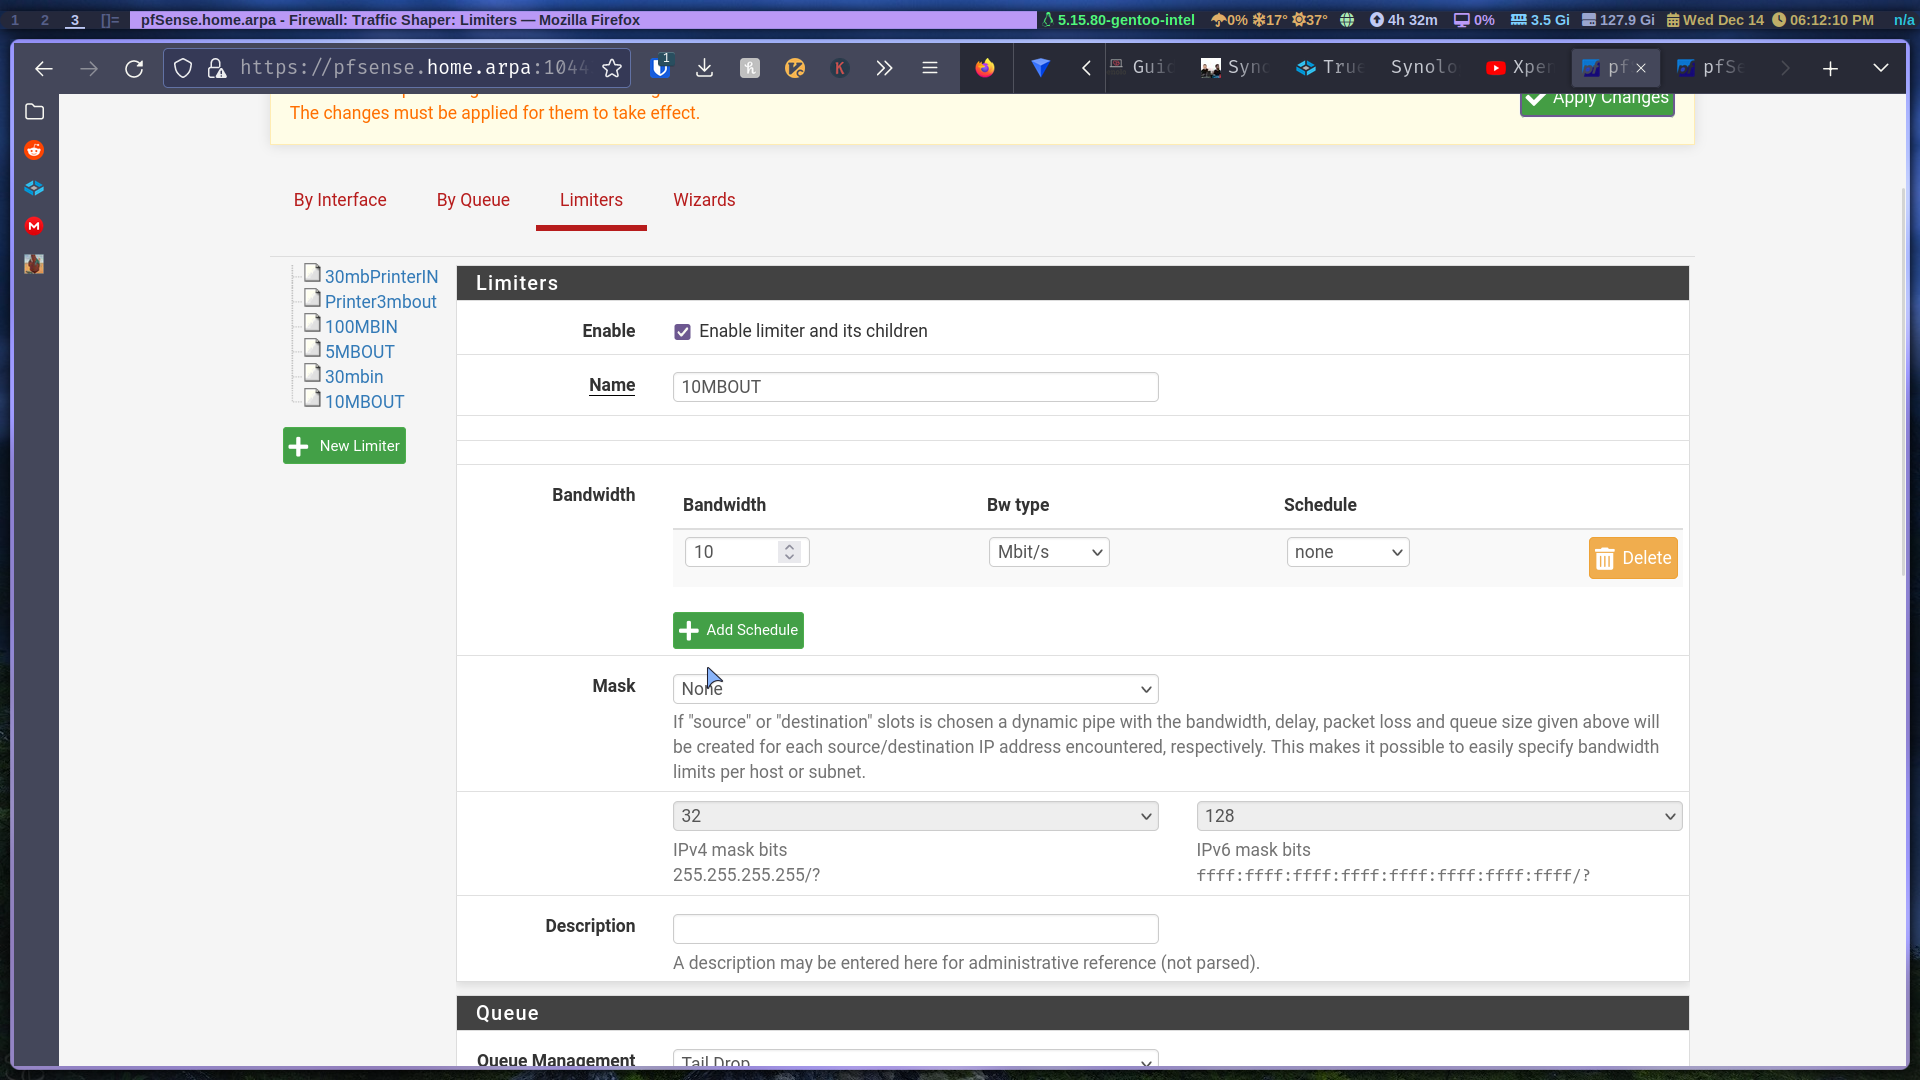 1 2 3 []= pfSense.home.arpa - Firewall: Traffic Shaper: Limiters — Mozilla Firefox 5.15.80-gentoo-intel 0% 17° 37° 4h 32m 0% 3.5 Gi 127.9 Gi Wed Dec 14 06:12:10 PM n/a
https://pfsense.home.arpa:1044 1 Guid Syno True Synolo Xper pf pfSe
The changes must be applied for them to take effect.
Apply Changes
By Interface By Queue Limiters Wizards
30mbPrinterIN
Printer3mbout
100MBIN
5MBOUT
30mbin
10MBOUT
New Limiter
Limiters
Enable Enable limiter and its children
Name 10MBOUT
Bandwidth Bandwidth Bw type Schedule
10 Mbit/s none Delete
Add Schedule
Mask None
If "source" or "destination" slots is chosen a dynamic pipe with the bandwidth, delay, packet loss and queue size given above will
be created for each source/destination IP address encountered, respectively. This makes it possible to easily specify bandwidth
limits per host or subnet.
32 128
IPv4 mask bits IPv6 mask bits
255.255.255.255/? ffff:ffff:ffff:ffff:ffff:ffff:ffff:ffff/?
Description
A description may be entered here for administrative reference (not parsed).
Queue
Queue Management Tail Drop